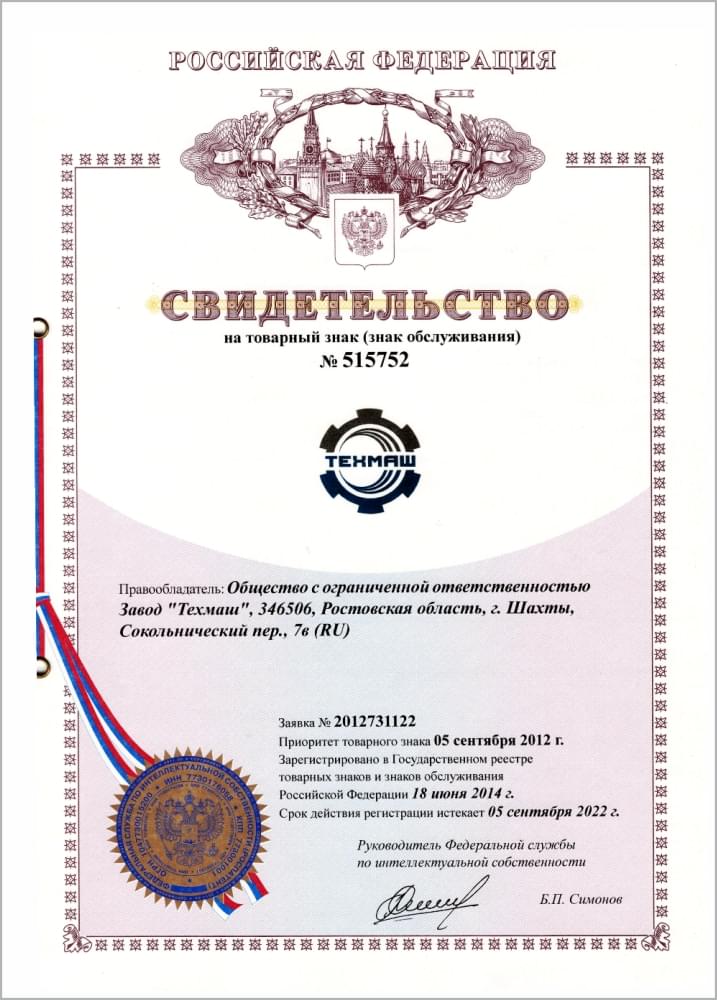 РОССИЙСКАЯ ФЕДЕРАЦИЯ
СВИДЕТЕЛЬСТВО
на товарный знак (знак обслуживания)
№ 515752
ТЕХМАШ
Правообладатель: Общество с ограниченной ответственностью
Завод "Техмаш", 346506, Ростовская область, г. Шахты,
Сокольнический пер., 7в (RU)
Заявка № 2012731122
Приоритет товарного знака 05 сентября 2012 г.
Зарегистрировано в Государственном реестре
товарных знаков и знаков обслуживания
Российской Федерации 18 июня 2014 г.
Срок действия регистрации истекает 05 сентября 2022 г.
Руководитель Федеральной службы
по интеллектуальной собственности
Б.П. Симонов
ФЕДЕРАЛЬНАЯ СЛУЖБА ПО ИНТЕЛЛЕКТУАЛЬНОЙ СОБСТВЕННОСТИ (РОСПАТЕНТ)